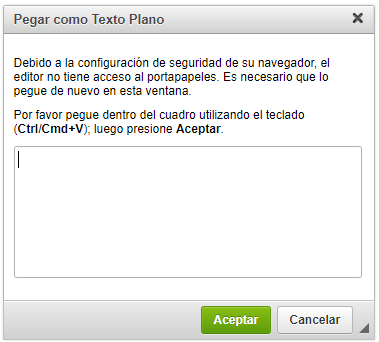 Pegar como Texto Plano
Debido a la configuración de seguridad de su navegador, el
editor no tiene acceso al portapapeles. Es necesario que lo
pegue de nuevo en esta ventana.
Por favor pegue dentro del cuadro utilizando el teclado
(Ctrl/Cmd+V); luego presione Aceptar.
Aceptar
Cancelar